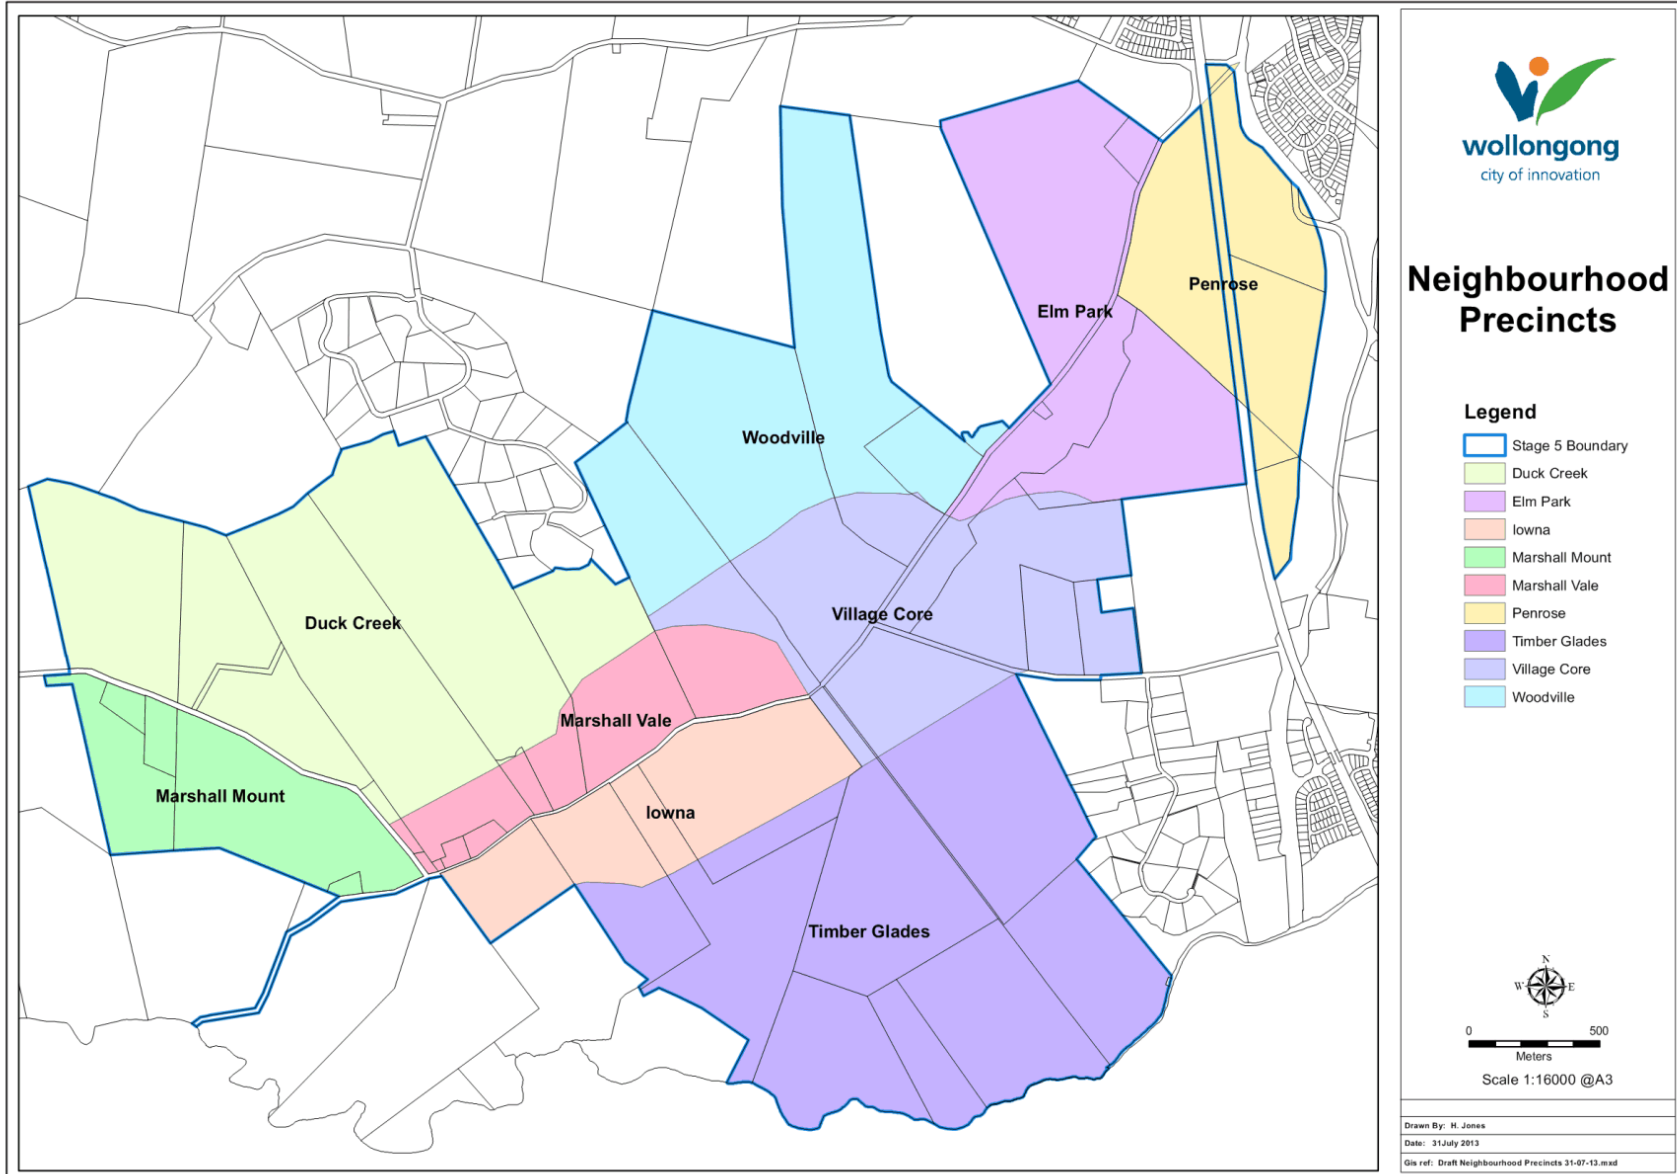 wollongong
city of innovation
Neighbourhood
Precincts
Legend
Stage 5 Boundary
Duck Creek
Elm Park
Iowna
Marshall Mount
Marshall Vale
Penrose
Timber Glades
Village Core
Woodville
Penrose
Elm Park
Woodville
Village Core
Duck Creek
Marshall Vale
Marshall Mount
Iowna
Timber Glades
N
W
E
S
0
500
Meters
Scale 1:16000 @A3
Drawn By: H. Jones
Date: 31July 2013
Gis ref: Draft Neighbourhood Precincts 31-07-13.mxd